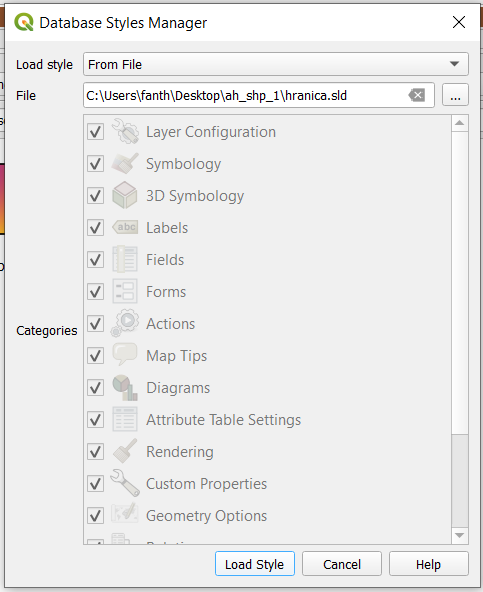 Database Styles Manager
Load style From File
File C:\Users\fanth\Desktop\ah_shp_1\hranica.sld ...
Layer Configuration
Symbology
3D Symbology
abc Labels
Fields
Forms
Actions
Categories
Map Tips
Diagrams
Attribute Table Settings
Rendering
Custom Properties
Geometry Options
Load Style Cancel Help